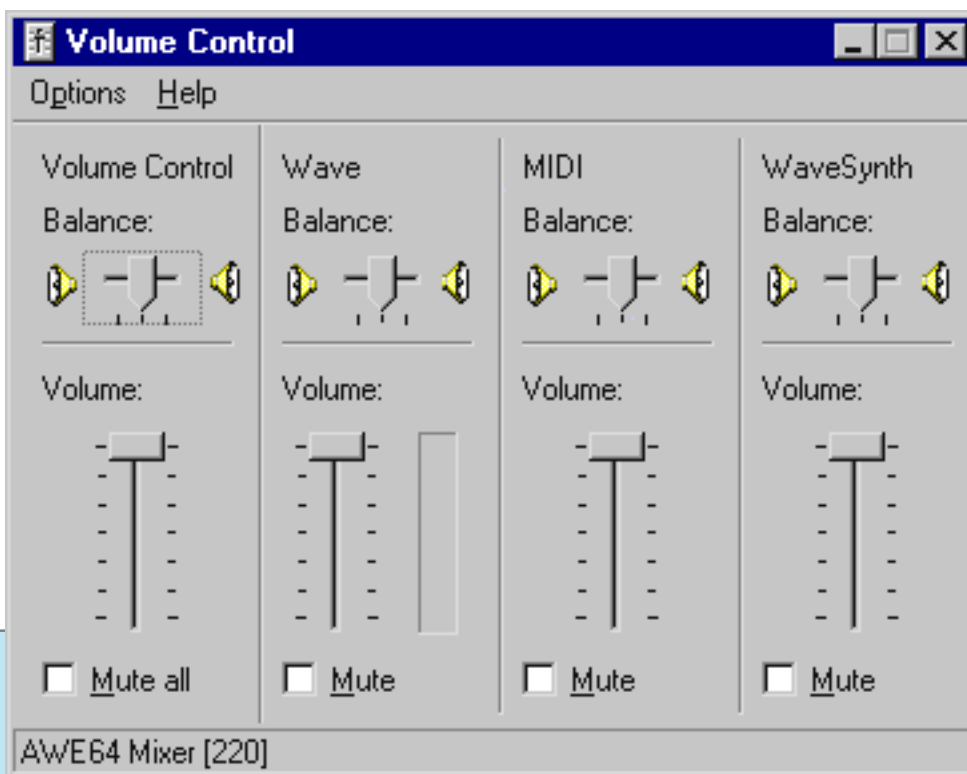 Volume Control
Options Help
Volume Control Wave MIDI WaveSynth
Balance: Balance: Balance: Balance:
Volume: Volume: Volume: Volume:
Mute all Mute Mute Mute
AWE64 Mixer [220]